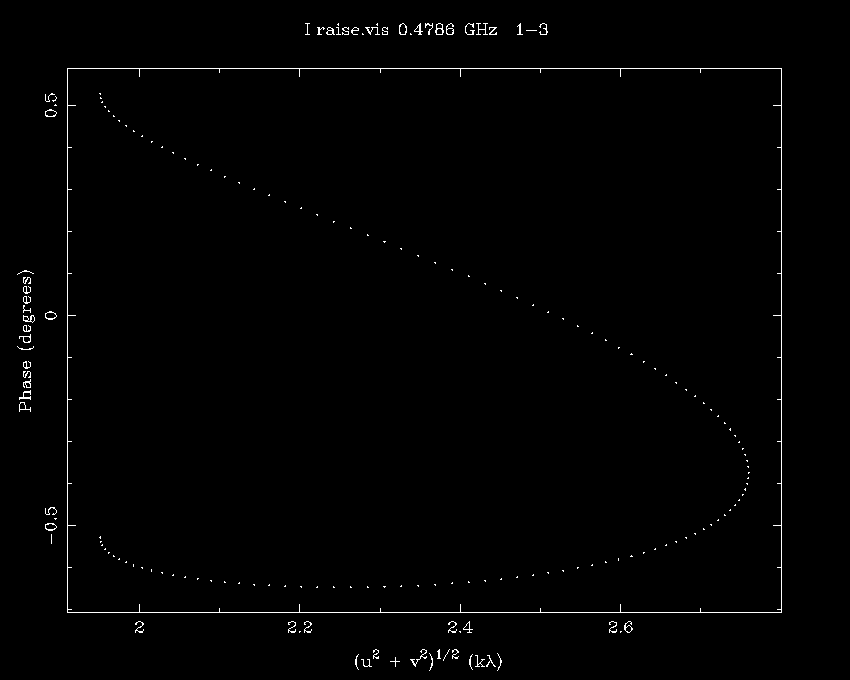 I raise.vis 0.4786 GHz 1-3
0.5
0
-0.5
Phase (degrees)
2 2.2 2.4 2.6
(u² + v²)¹/² (kλ)